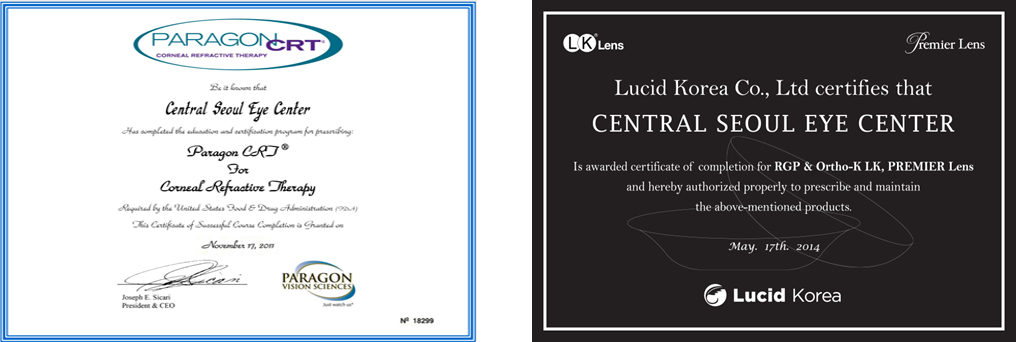 PARAGON CRT®
CORNEAL REFRACTIVE THERAPY
Be it known that
Central Seoul Eye Center
Has completed the education and certification program for prescribing:
Paragon CRT®
For
Corneal Refractive Therapy
Required by the United States Food & Drug Administration (FDA)
This Certificate of Successful Course Completion is Granted on
November 17, 2011
Joseph E. Sicari
President & CEO
PARAGON
VISION SCIENCES
Just watch us®
Nº 18299
LK® Lens
Premier Lens
Lucid Korea Co., Ltd certifies that
CENTRAL SEOUL EYE CENTER
Is awarded certificate of completion for RGP & Ortho-K LK, PREMIER Lens
and hereby authorized properly to prescribe and maintain
the above-mentioned products.
May. 17th. 2014
Lucid Korea